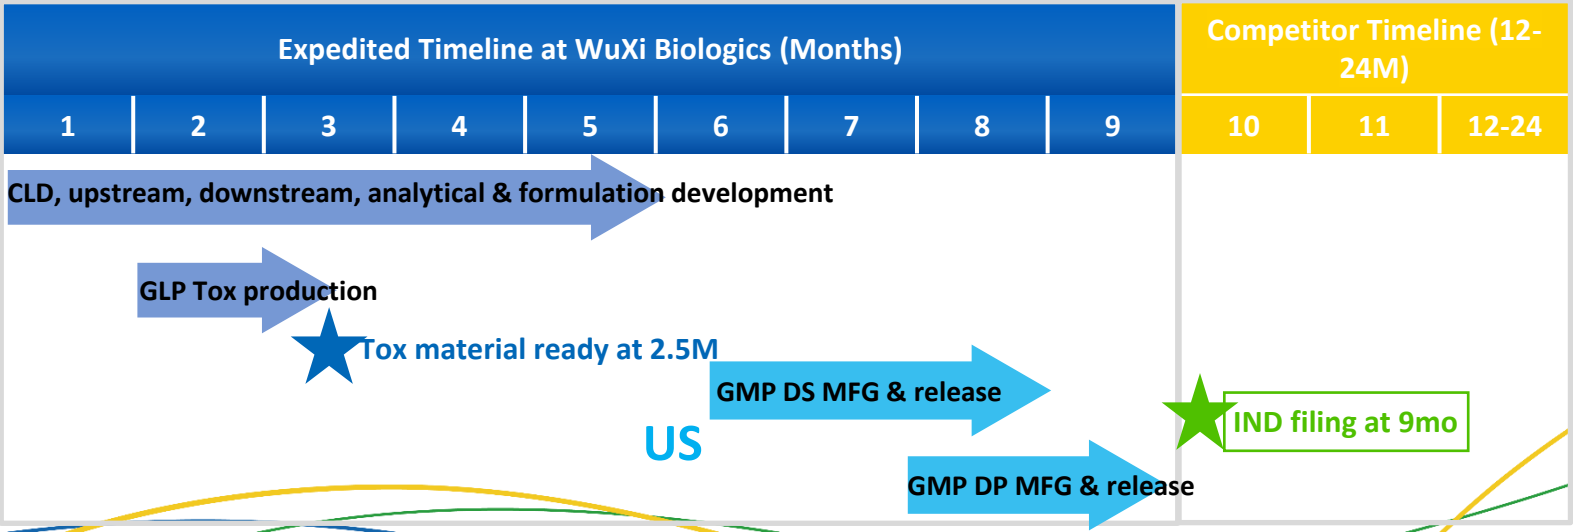 Expedited Timeline at WuXi Biologics (Months)
Competitor Timeline (12-
24M)
1 2 3 4 5 6 7 8 9 10 11 12-24
CLD, upstream, downstream, analytical & formulation development
GLP Tox production
Tox material ready at 2.5M
GMP DS MFG & release
IND filing at 9mo
US
GMP DP MFG & release